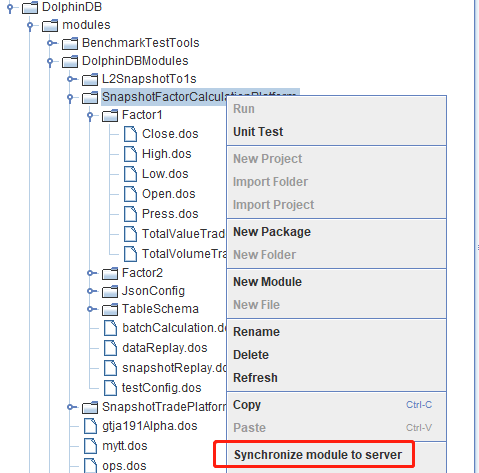 DolphinDB
modules
BenchmarkTestTools
DolphinDBModules
L2SnapshotTo1s
SnapshotFactorCalculationPlatform
Factor1
Close.dos
High.dos
Low.dos
Open.dos
Press.dos
TotalValueTrad
TotalVolumeTra
Factor2
JsonConfig
TableSchema
batchCalculation.do
dataReplay.dos
snapshotReplay.do
testConfig.dos
SnapshotTradePlatform
gtja191Alpha.dos
mytt.dos
ops.dos
Run
Unit Test
New Project
Import Folder
Import Project
New Package
New Folder
New Module
New File
Rename
Delete
Refresh
Copy Ctrl-C
Paste Ctrl-V
Synchronize module to server